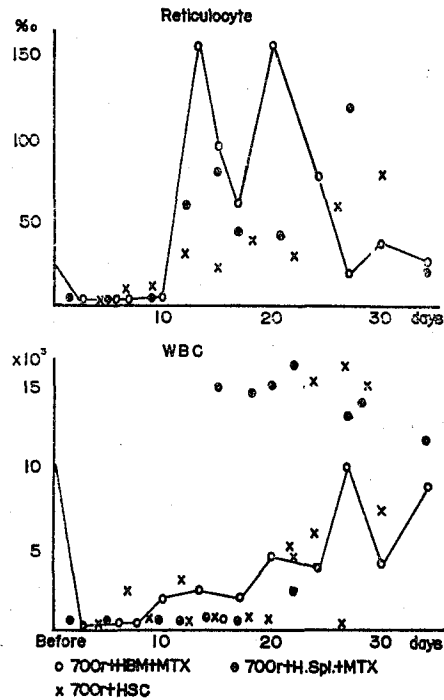 Reticulocyte
‰
150
100
50
10 20 30 days
WBC
x10³
15
10
5
Before 10 20 30 days
o 700r+HBM+MTX ⊙ 700r+H.Spl.+MTX
x 700r+HSC